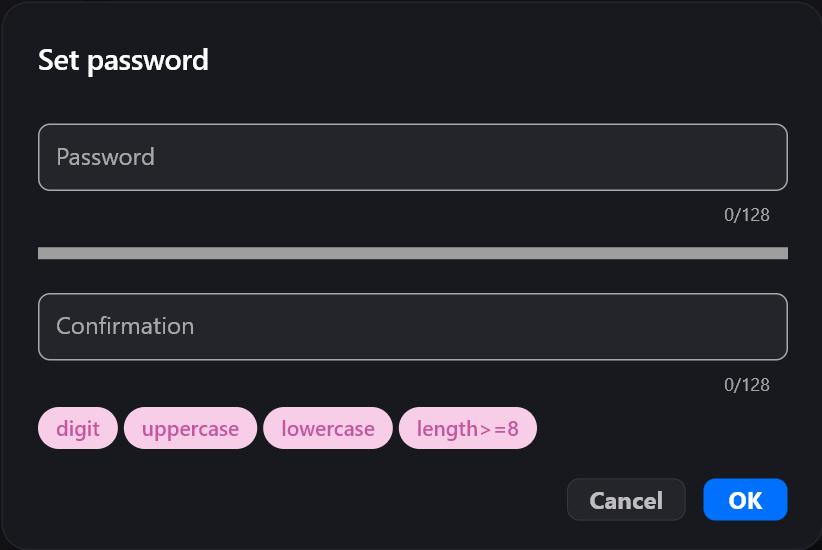 Set password
Password
0/128
Confirmation
0/128
digit uppercase lowercase length>=8
Cancel OK